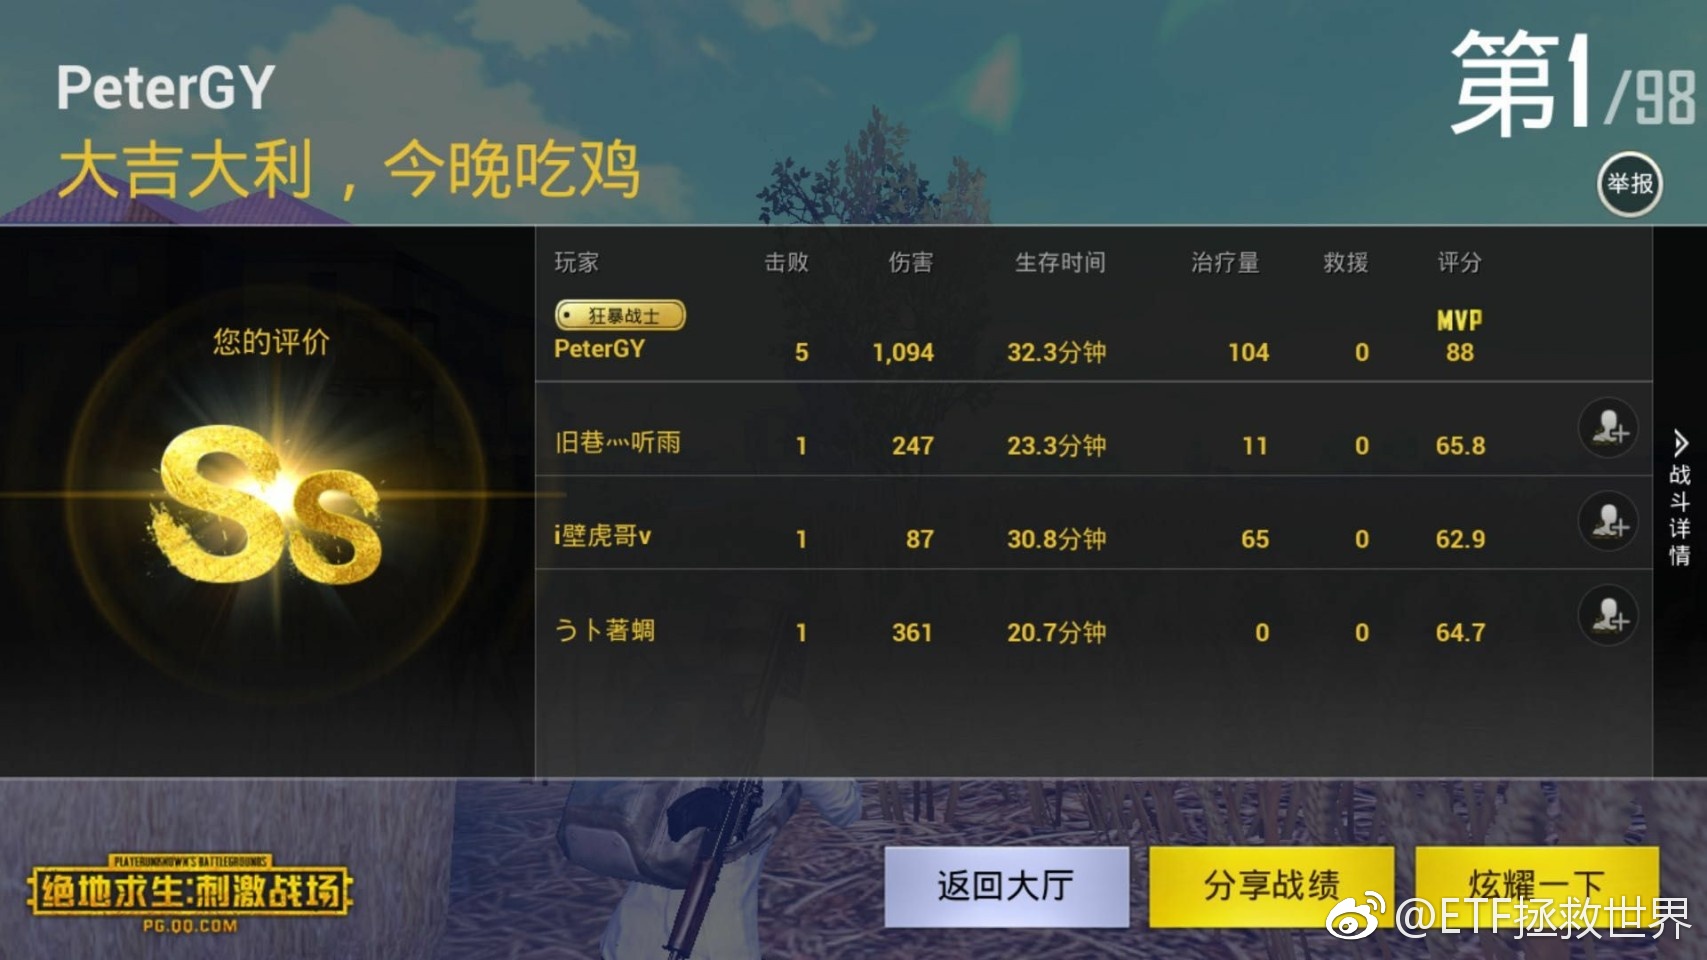 PeterGY
大吉大利，今晚吃鸡
第1/98
举报
您的评价
Ss
玩家 击败 伤害 生存时间 治疗量 救援 评分
狂暴战士 MVP
PeterGY 5 1,094 32.3分钟 104 0 88
旧巷灬听雨 1 247 23.3分钟 11 0 65.8
i壁虎哥v 1 87 30.8分钟 65 0 62.9
う卜著蜩 1 361 20.7分钟 0 0 64.7
战斗详情
PLAYERUNKNOWN'S BATTLEGROUNDS
绝地求生:刺激战场
PG.QQ.COM
返回大厅 分享战绩 炫耀一下
@ETF拯救世界